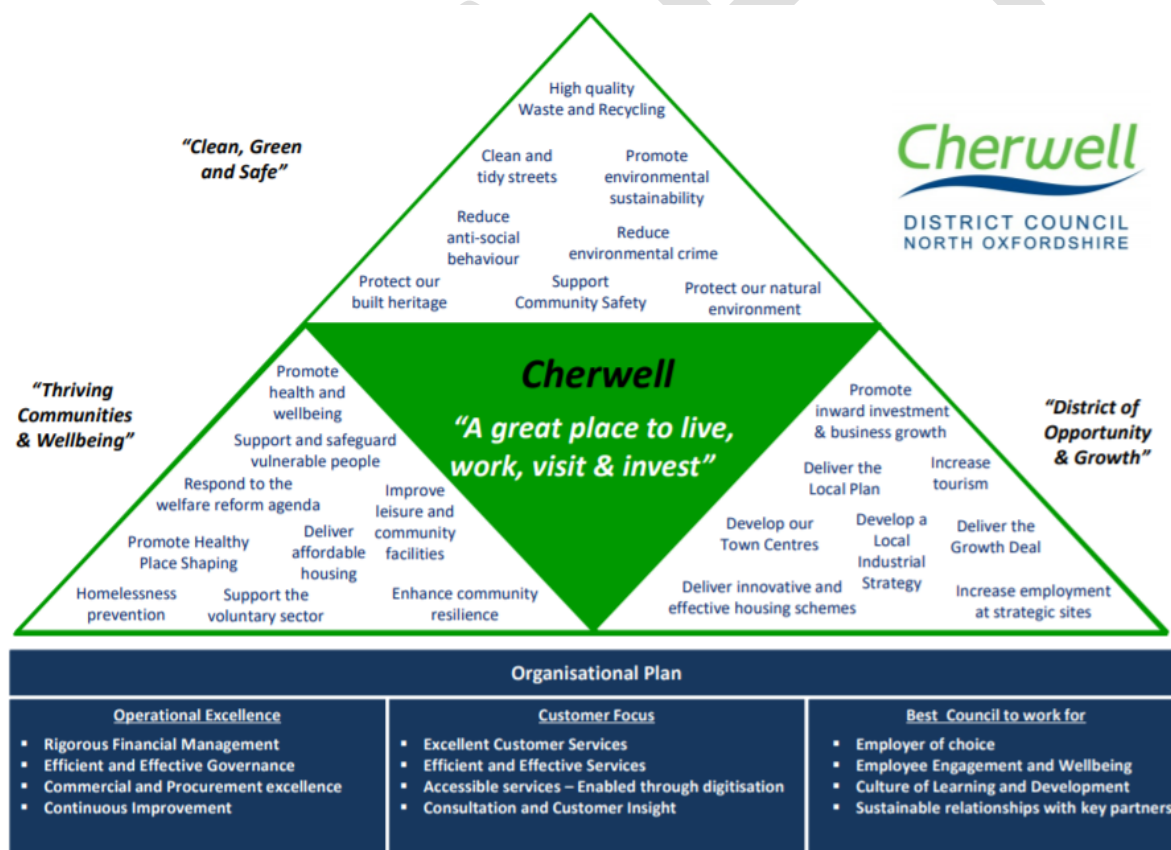 High quality
Waste and Recycling
“Clean, Green
and Safe”
Clean and
tidy streets
Promote
environmental
sustainability
Reduce
anti-social
behaviour
Reduce
environmental crime
Protect our
built heritage
Support
Community Safety
Protect our natural
environment
Cherwell
DISTRICT COUNCIL
NORTH OXFORDSHIRE
“Thriving
Communities
& Wellbeing”
Promote
health and
wellbeing
Support and safeguard
vulnerable people
Respond to the
welfare reform agenda
Improve
leisure and
community
facilities
Promote Healthy
Place Shaping
Deliver
affordable
housing
Homelessness
prevention
Support the
voluntary sector
Enhance community
resilience
Cherwell
“A great place to live,
work, visit & invest”
Promote
inward investment
& business growth
“District of
Opportunity
& Growth”
Deliver the
Local Plan
Increase
tourism
Develop our
Town Centres
Develop a
Local
Industrial
Strategy
Deliver the
Growth Deal
Deliver innovative and
effective housing schemes
Increase employment
at strategic sites
Organisational Plan
Operational Excellence
▪ Rigorous Financial Management
▪ Efficient and Effective Governance
▪ Commercial and Procurement excellence
▪ Continuous Improvement
Customer Focus
▪ Excellent Customer Services
▪ Efficient and Effective Services
▪ Accessible services – Enabled through digitisation
▪ Consultation and Customer Insight
Best Council to work for
▪ Employer of choice
▪ Employee Engagement and Wellbeing
▪ Culture of Learning and Development
▪ Sustainable relationships with key partners